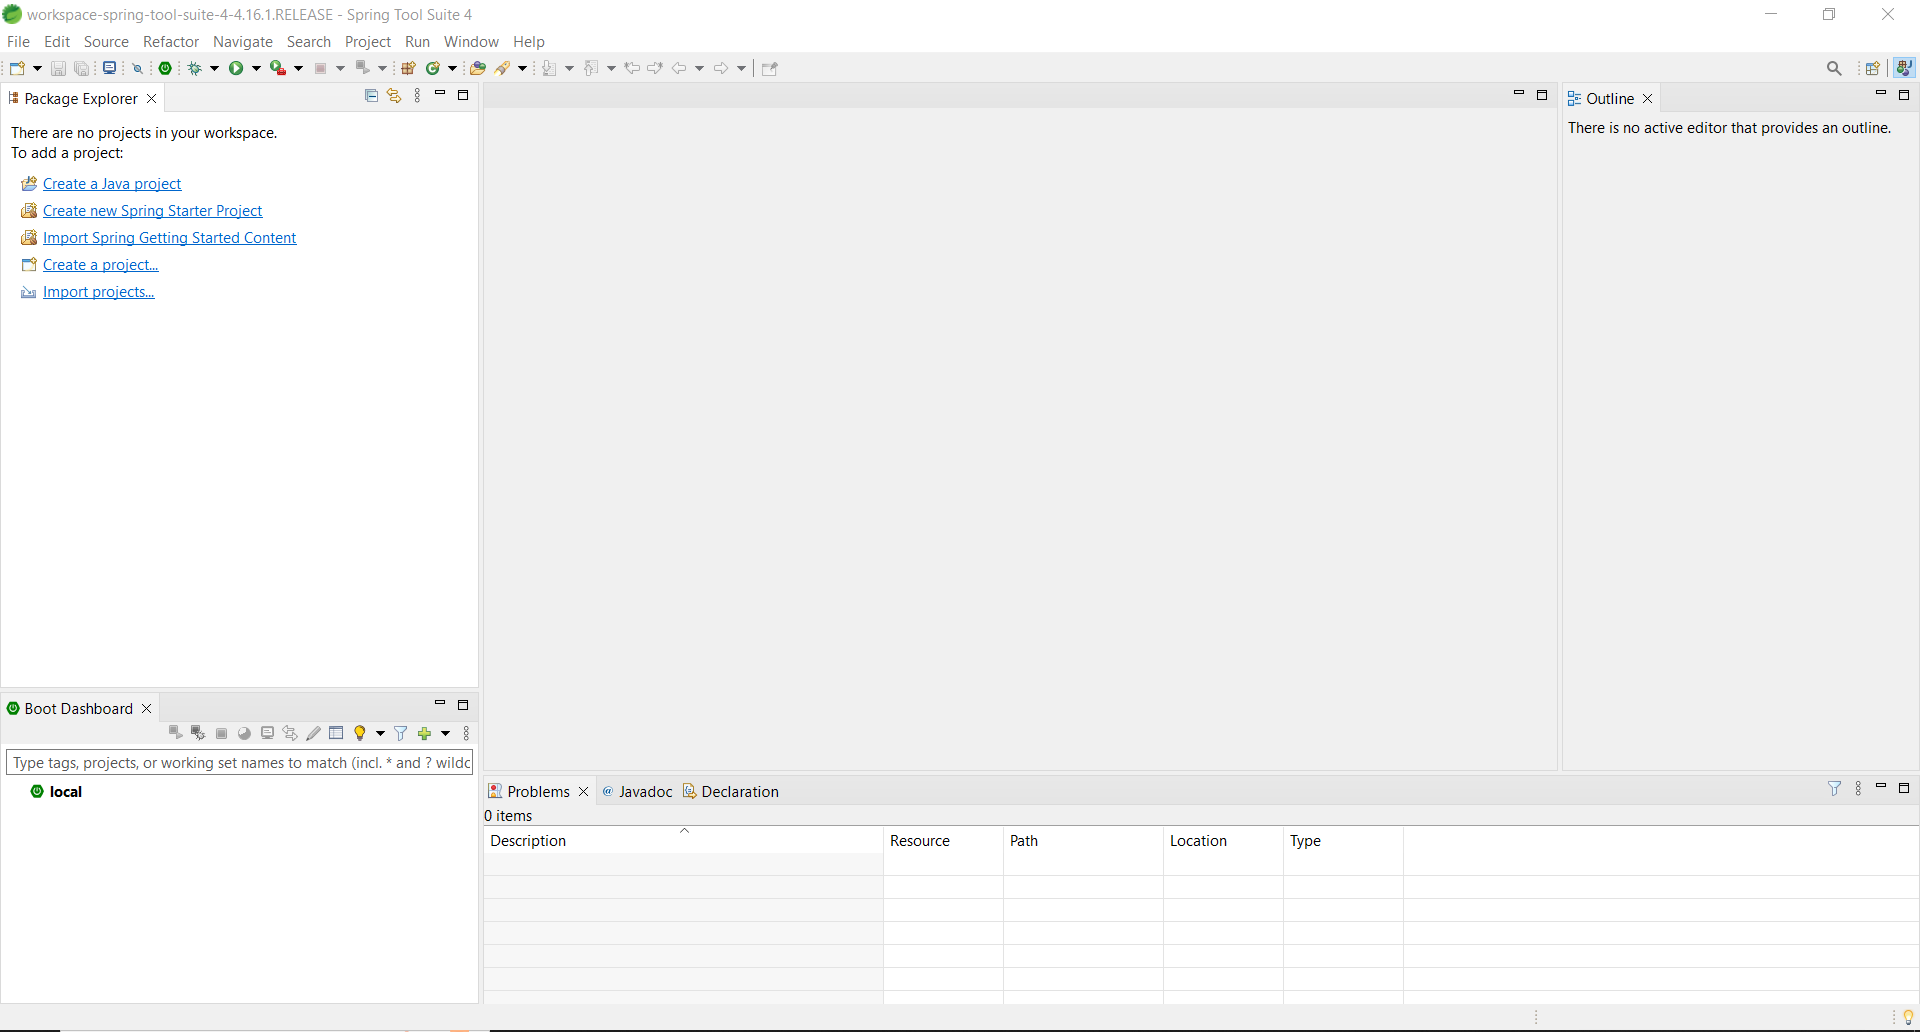 workspace-spring-tool-suite-4-4.16.1.RELEASE - Spring Tool Suite 4
File Edit Source Refactor Navigate Search Project Run Window Help
Package Explorer
There are no projects in your workspace.
To add a project:
Create a Java project
Create new Spring Starter Project
Import Spring Getting Started Content
Create a project...
Import projects...
Outline
There is no active editor that provides an outline.
Boot Dashboard
Type tags, projects, or working set names to match (incl. * and ? wildc
local
Problems @ Javadoc Declaration
0 items
Description Resource Path Location Type